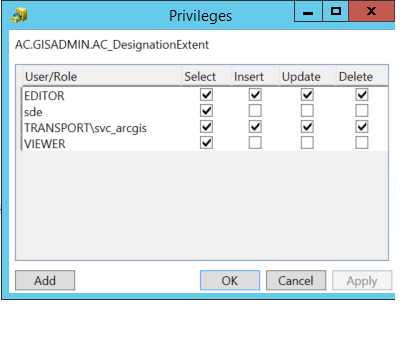 Privileges
AC.GISADMIN.AC_DesignationExtent
User/Role Select Insert Update Delete
EDITOR
sde
TRANSPORT\svc_arcgis
VIEWER
Add OK Cancel Apply